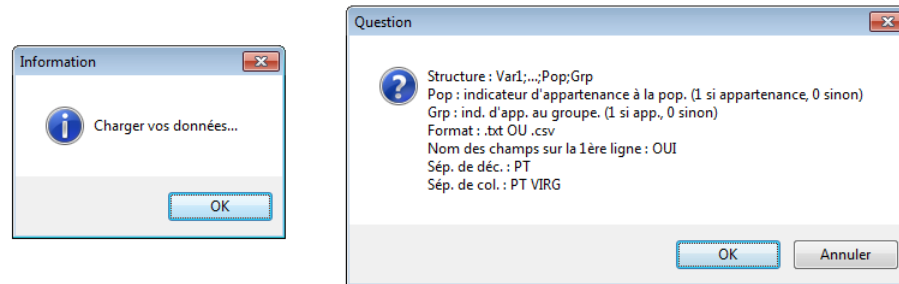 Information
Charger vos données...
OK
Question
Structure : Var1;...;Pop;Grp
Pop : indicateur d'appartenance à la pop. (1 si appartenance, 0 sinon)
Grp : ind. d'app. au groupe. (1 si app., 0 sinon)
Format : .txt OU .csv
Nom des champs sur la 1ère ligne : OUI
Sép. de déc. : PT
Sép. de col. : PT VIRG
OK Annuler